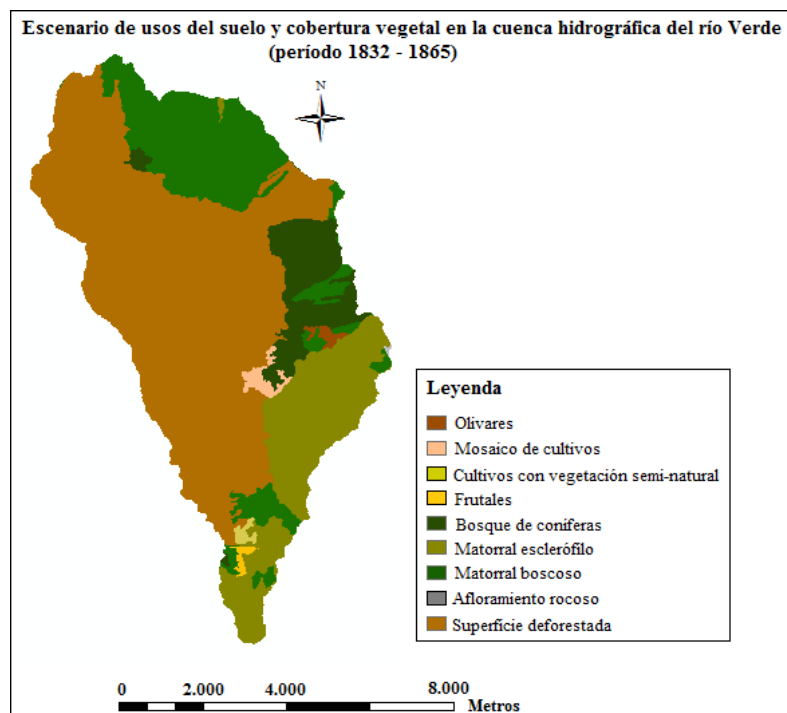 Escenario de usos del suelo y cobertura vegetal en la cuenca hidrográfica del río Verde
(período 1832 - 1865)
N
Leyenda
Olivares
Mosaico de cultivos
Cultivos con vegetación semi-natural
Frutales
Bosque de coníferas
Matorral esclerófilo
Matorral boscoso
Afloramiento rocoso
Superfície deforestada
0 2.000 4.000 8.000
Metros